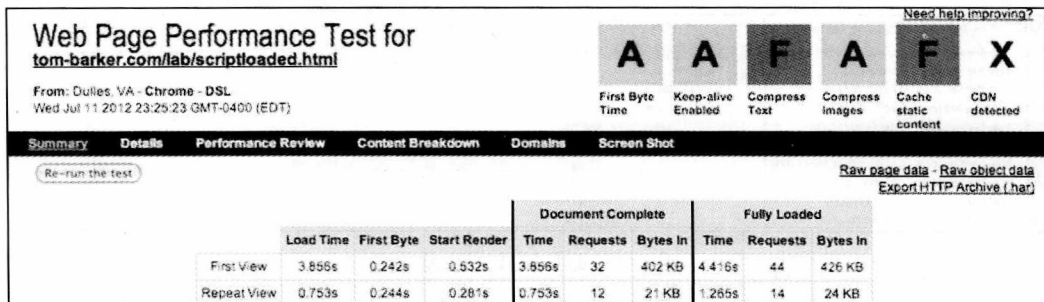 Need help improving?
Web Page Performance Test for
tom-barker.com/lab/scriptloaded.html
From: Dulles, VA - Chrome - DSL
Wed Jul 11 2012 23:25:23 GMT-0400 (EDT)
A A F A F X
First Byte Time
Keep-alive Enabled
Compress Text
Compress Images
Cache static content
CDN detected
Summary Details Performance Review Content Breakdown Domains Screen Shot
Re-run the test
Raw page data - Raw object data
Export HTTP Archive (.har)
Document Complete Fully Loaded
Load Time First Byte Start Render Time Requests Bytes In Time Requests Bytes In
First View 3.856s 0.242s 0.532s 3.856s 32 402 KB 4.416s 44 426 KB
Repeat View 0.753s 0.244s 0.281s 0.753s 12 21 KB 1.265s 14 24 KB